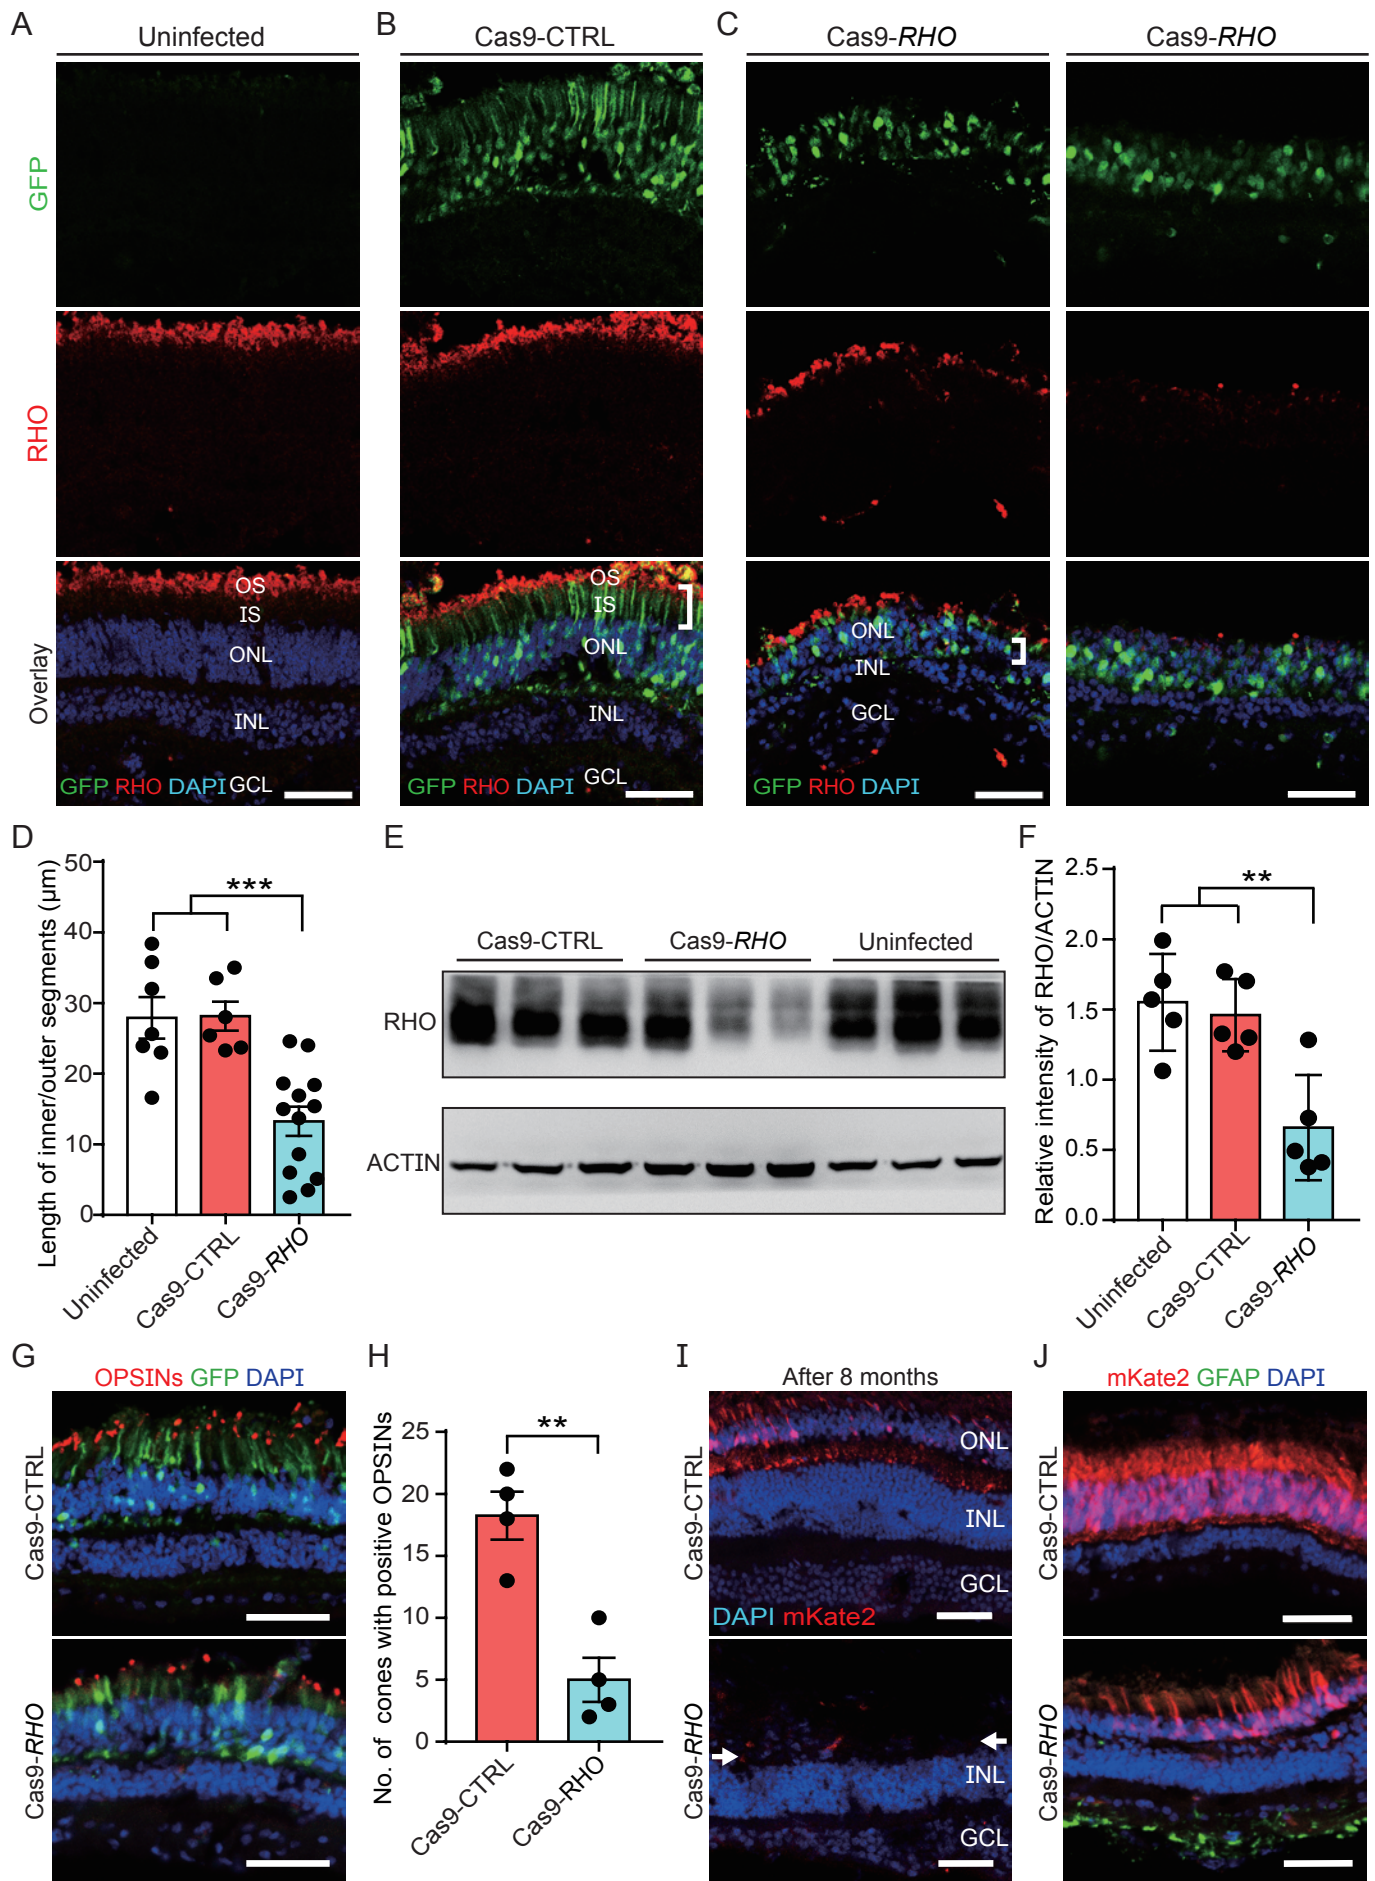 A
Uninfected
B
Cas9-CTRL
C
Cas9-RHO
Cas9-RHO
GFP
RHO
Overlay
OS
IS
ONL
INL
GCL
GFP RHO DAPI
OS
IS
ONL
INL
GCL
GFP RHO DAPI
ONL
INL
GCL
GFP RHO DAPI
D
Length of inner/outer segments (µm)
50
40
30
20
10
0
***
Uninfected
Cas9-CTRL
Cas9-RHO
E
Cas9-CTRL
Cas9-RHO
Uninfected
RHO
ACTIN
F
Relative intensity of RHO/ACTIN
2.5
2.0
1.5
1.0
0.5
0.0
**
Uninfected
Cas9-CTRL
Cas9-RHO
G
OPSINs GFP DAPI
Cas9-CTRL
Cas9-RHO
H
No. of cones with positive OPSINs
25
20
15
10
5
0
**
Cas9-CTRL
Cas9-RHO
I
After 8 months
Cas9-CTRL
ONL
INL
GCL
DAPI mKate2
Cas9-RHO
INL
GCL
J
mKate2 GFAP DAPI
Cas9-CTRL
Cas9-RHO